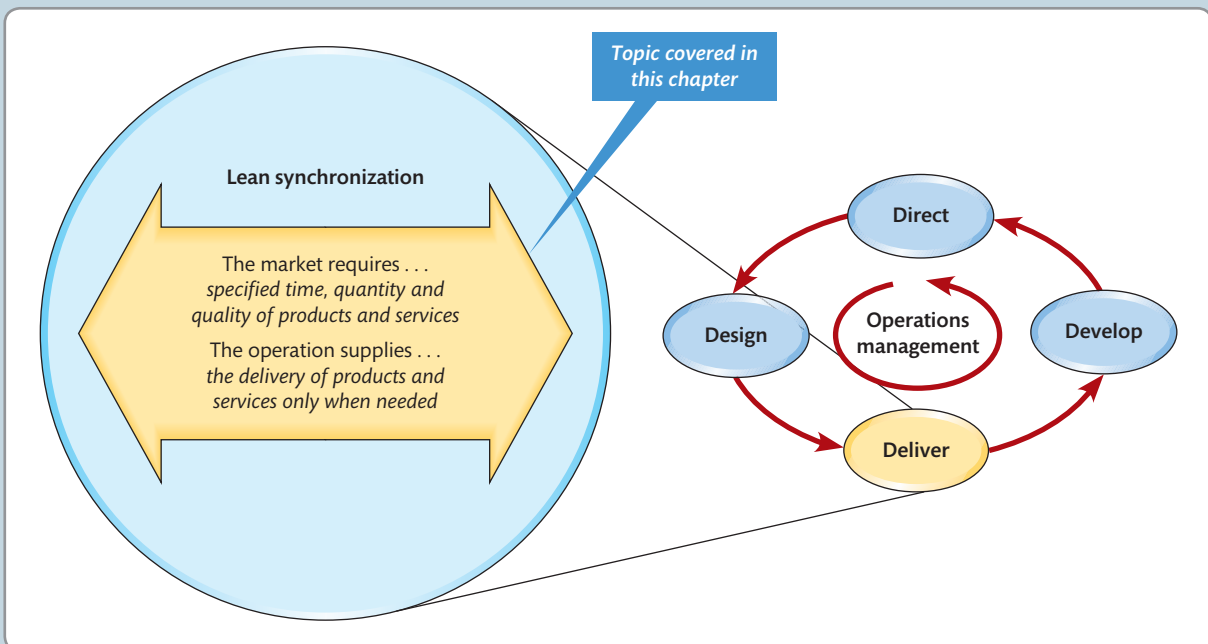 Topic covered in
this chapter
Lean synchronization
The market requires . . .
specified time, quantity and
quality of products and services
The operation supplies . . .
the delivery of products and
services only when needed
Direct
Design
Operations
management
Develop
Deliver